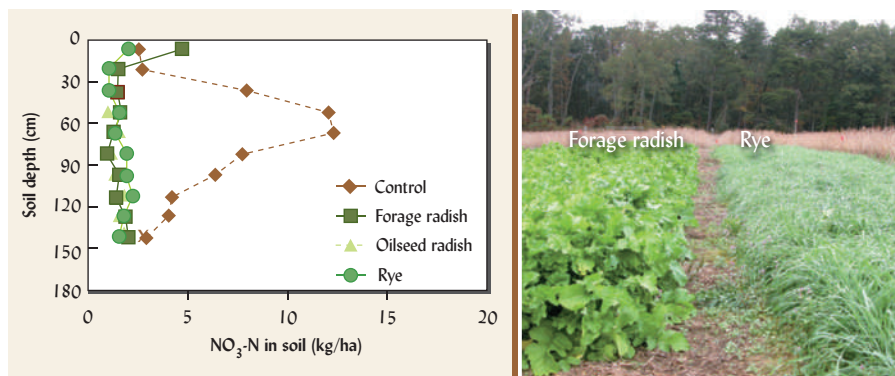 0
30
60
90
120
150
180
Soil depth (cm)
Control
Forage radish
Oilseed radish
Rye
0 5 10 15 20
NO₃-N in soil (kg/ha)
Forage radish Rye